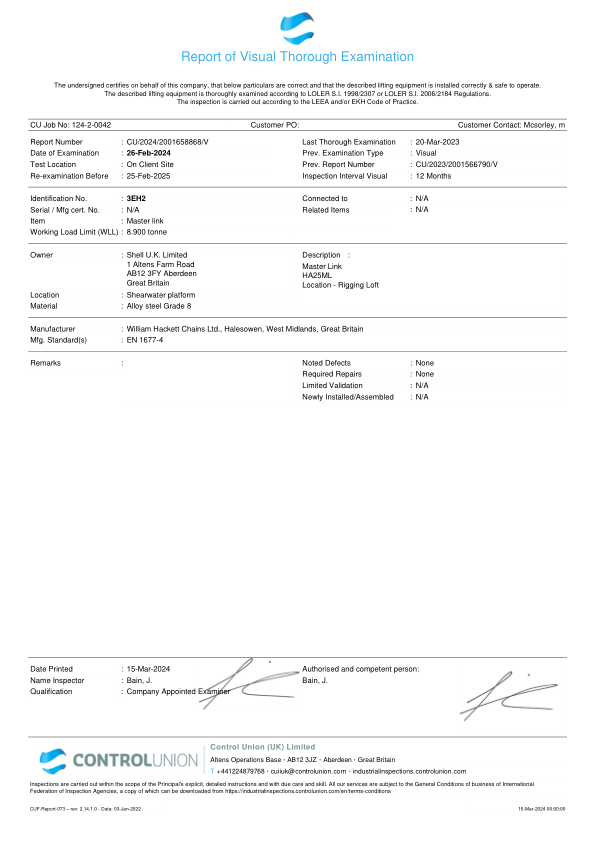 Report of Visual Thorough Examination
The undersigned certifies on behalf of this company, that below particulars are correct and that the described lifting equipment is installed correctly & safe to operate.
The described lifting equipment is thoroughly examined according to LOLER S.I. 1998/2307 or LOLER S.I. 2006/2184 Regulations.
The inspection is carried out according to the LEEA and/or EKH Code of Practice.
CU Job No: 124-2-0042 Customer PO: Customer Contact: Mcsorley, m
Report Number : CU/2024/2001658868/V Last Thorough Examination : 20-Mar-2023
Date of Examination : 26-Feb-2024 Prev. Examination Type : Visual
Test Location : On Client Site Prev. Report Number : CU/2023/2001566790/V
Re-examination Before : 25-Feb-2025 Inspection Interval Visual : 12 Months
Identification No. : 3EH2 Connected to : N/A
Serial / Mfg cert. No. : N/A Related Items : N/A
Item : Master link
Working Load Limit (WLL) : 8.900 tonne
Owner : Shell U.K. Limited Description :
1 Altens Farm Road Master Link
AB12 3FY Aberdeen HA25ML
Great Britain Location - Rigging Loft
Location : Shearwater platform
Material : Alloy steel Grade 8
Manufacturer : William Hackett Chains Ltd., Halesowen, West Midlands, Great Britain
Mfg. Standard(s) : EN 1677-4
Remarks : Noted Defects : None
Required Repairs : None
Limited Validation : N/A
Newly Installed/Assembled : N/A
Date Printed : 15-Mar-2024 Authorised and competent person:
Name Inspector : Bain, J. Bain, J.
Qualification : Company Appointed Examiner
CONTROLUNION
Control Union (UK) Limited
Altens Operations Base · AB12 3JZ · Aberdeen · Great Britain
T +441224879768 · cuiiuk@controlunion.com · industrialinspections.controlunion.com
Inspections are carried out within the scope of the Principal's explicit, detailed instructions and with due care and skill. All our services are subject to the General Conditions of business of International
Federation of Inspection Agencies, a copy of which can be downloaded from https://industrialinspections.controlunion.com/en/terms-conditions
CUF-Report-073 – rev: 2.14.1.0 - Date: 03-Jun-2022 15-Mar-2024 00:00:00